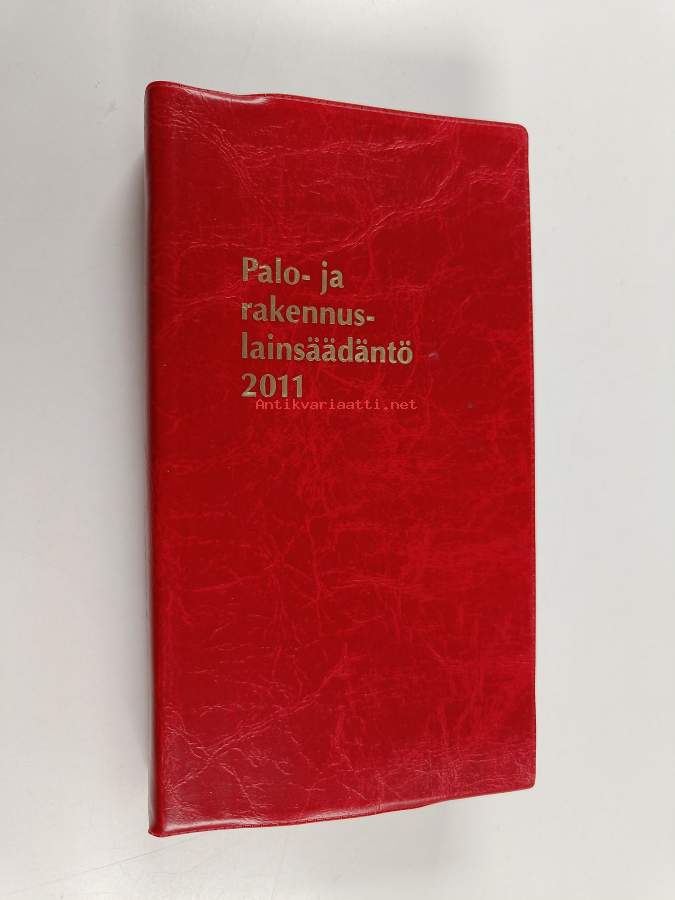 Palo- ja
rakennus-
lainsäädäntö
2011
Antikvariaatti.net